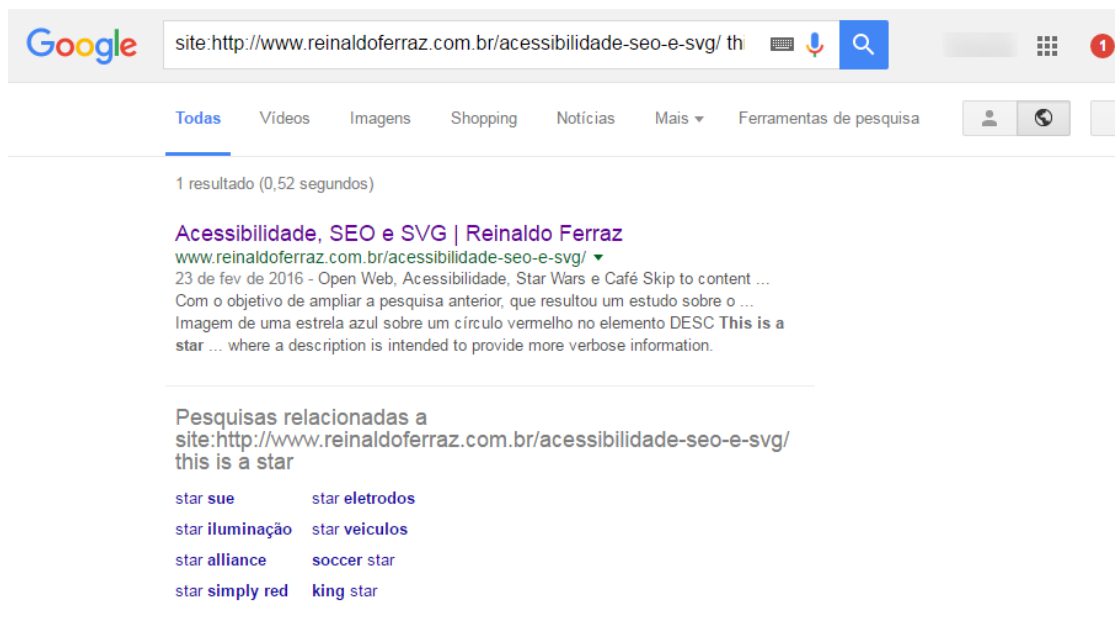 Google
site:http://www.reinaldoferraz.com.br/acessibilidade-seo-e-svg/ thi
1
Todas Vídeos Imagens Shopping Notícias Mais Ferramentas de pesquisa
1 resultado (0,52 segundos)
Acessibilidade, SEO e SVG | Reinaldo Ferraz
www.reinaldoferraz.com.br/acessibilidade-seo-e-svg/
23 de fev de 2016 - Open Web, Acessibilidade, Star Wars e Café Skip to content ...
Com o objetivo de ampliar a pesquisa anterior, que resultou um estudo sobre o ...
Imagem de uma estrela azul sobre um círculo vermelho no elemento DESC This is a
star ... where a description is intended to provide more verbose information.
Pesquisas relacionadas a
site:http://www.reinaldoferraz.com.br/acessibilidade-seo-e-svg/
this is a star
star sue star eletrodos
star iluminação star veiculos
star alliance soccer star
star simply red king star